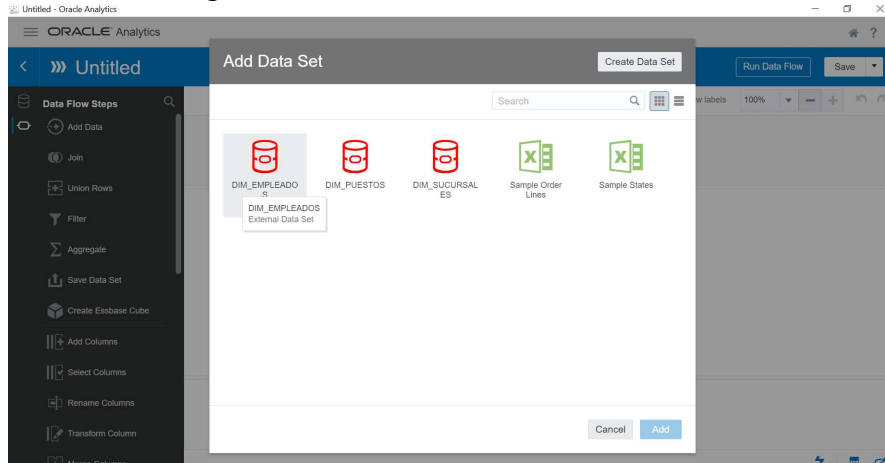 Untitled - Oracle Analytics
ORACLE Analytics
?
Untitled
Run Data Flow
Save
Add Data Set
Create Data Set
Search
w labels
100%
Data Flow Steps
Add Data
Join
Union Rows
Filter
Aggregate
Save Data Set
Create Essbase Cube
Add Columns
Select Columns
Rename Columns
Transform Column
DIM_EMPLEADO
S
DIM_PUESTOS
DIM_SUCURSAL
ES
Sample Order
Lines
Sample States
DIM_EMPLEADOS
External Data Set
Cancel
Add